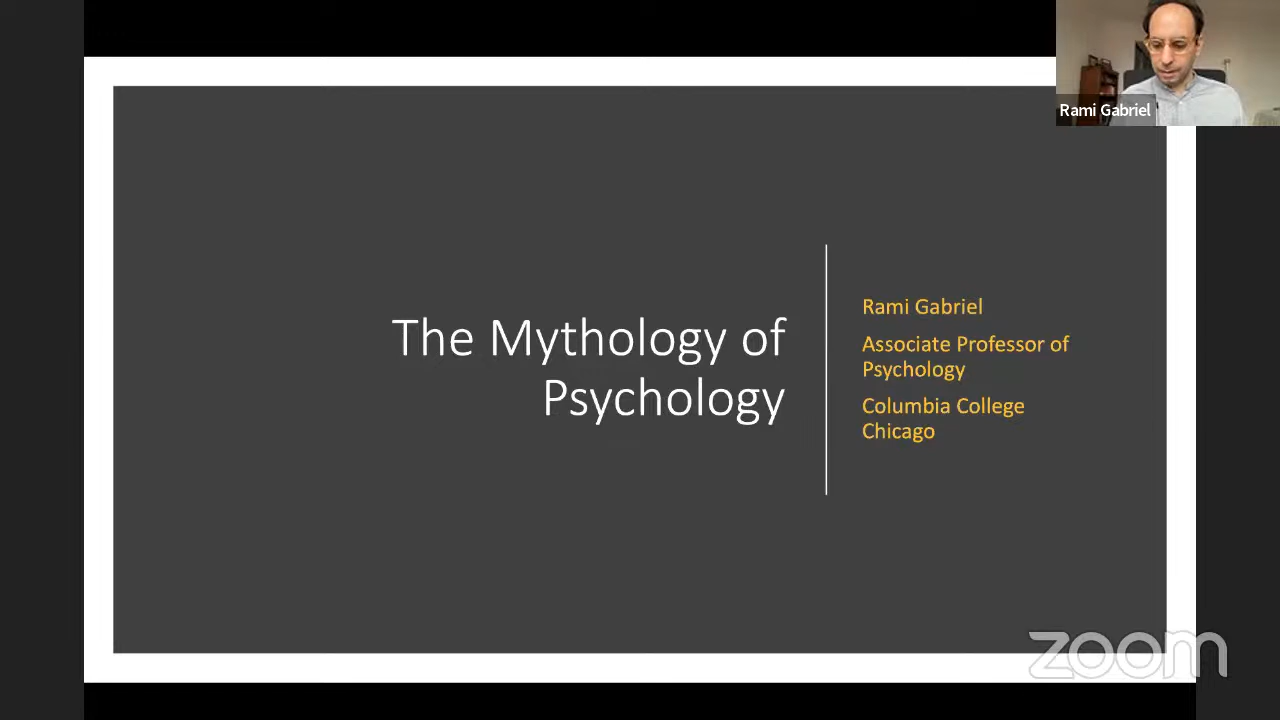 Rami Gabriel
The Mythology of
Psychology
Rami Gabriel
Associate Professor of
Psychology
Columbia College
Chicago
zoom